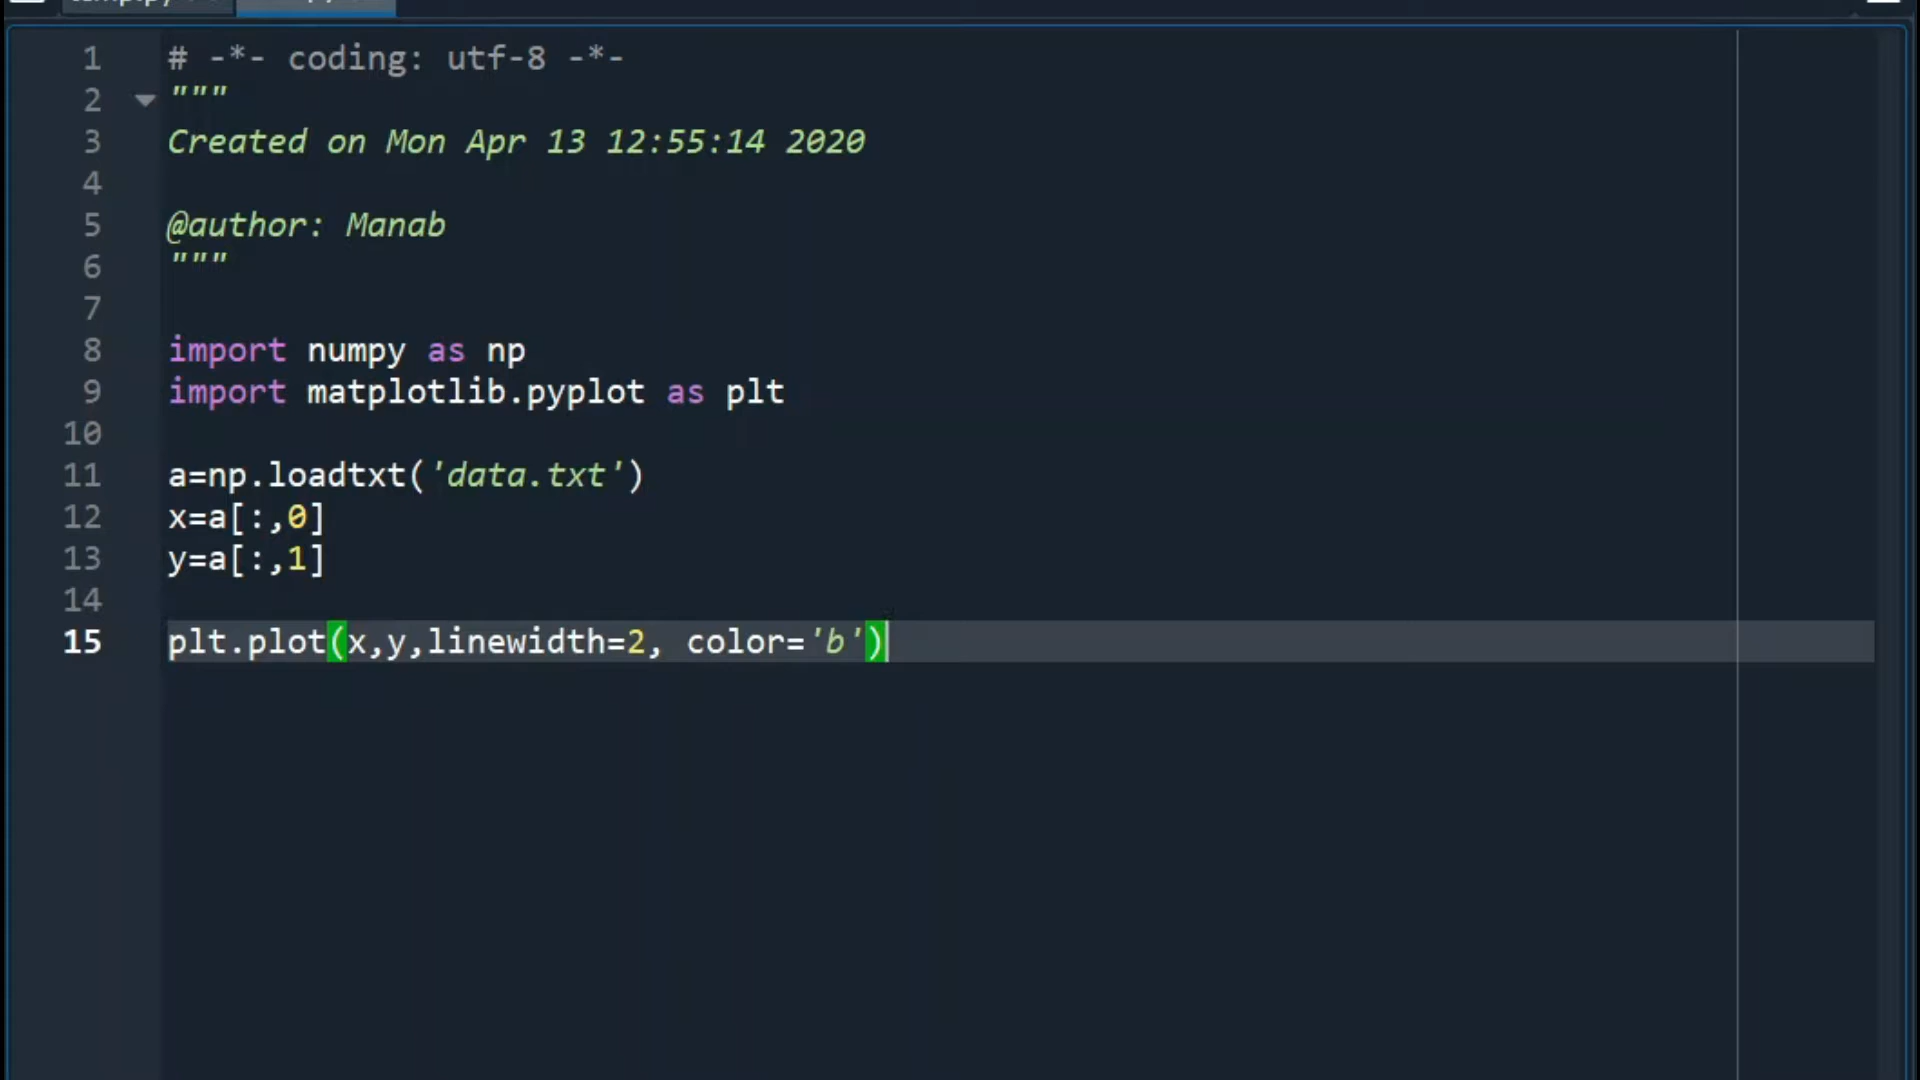 1 # -*- coding: utf-8 -*-
2 """
3 Created on Mon Apr 13 12:55:14 2020
4
5 @author: Manab
6 """
7
8 import numpy as np
9 import matplotlib.pyplot as plt
10
11 a=np.loadtxt('data.txt')
12 x=a[:,0]
13 y=a[:,1]
14
15 plt.plot(x,y,linewidth=2, color='b')